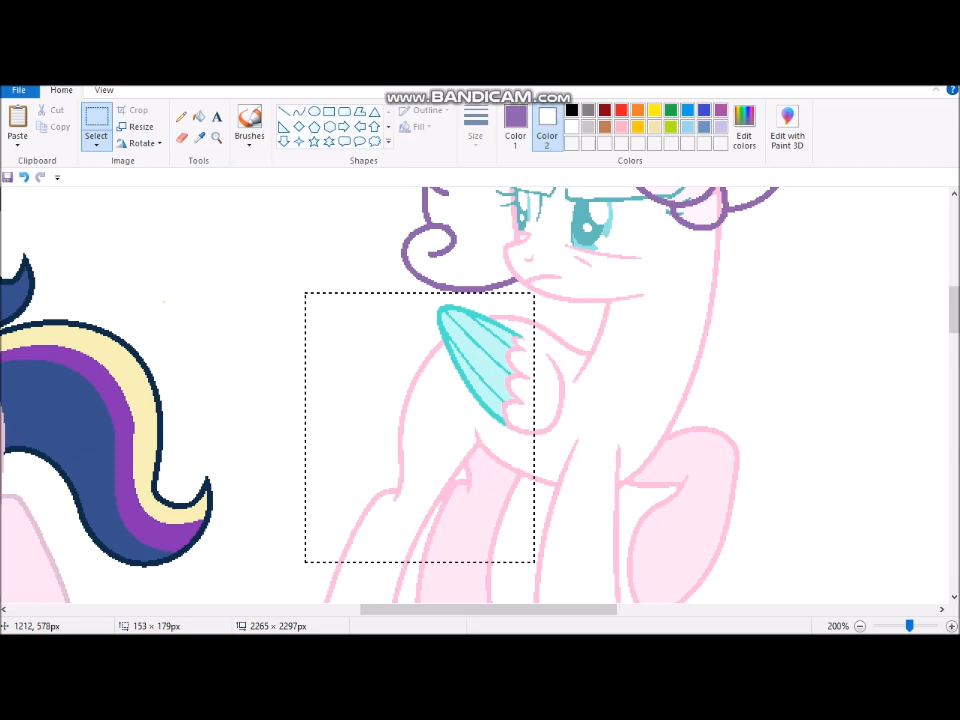 www.BANDICAM.com
File Home View
Paste
Cut
Copy
Clipboard
Select
Crop
Resize
Rotate
Image
A
Tools
Brushes
Outline
Fill
Shapes
Size
Color 1
Color 2
Edit colors
Edit with Paint 3D
Colors
1212, 578px
153 × 179px
2265 × 2297px
200%